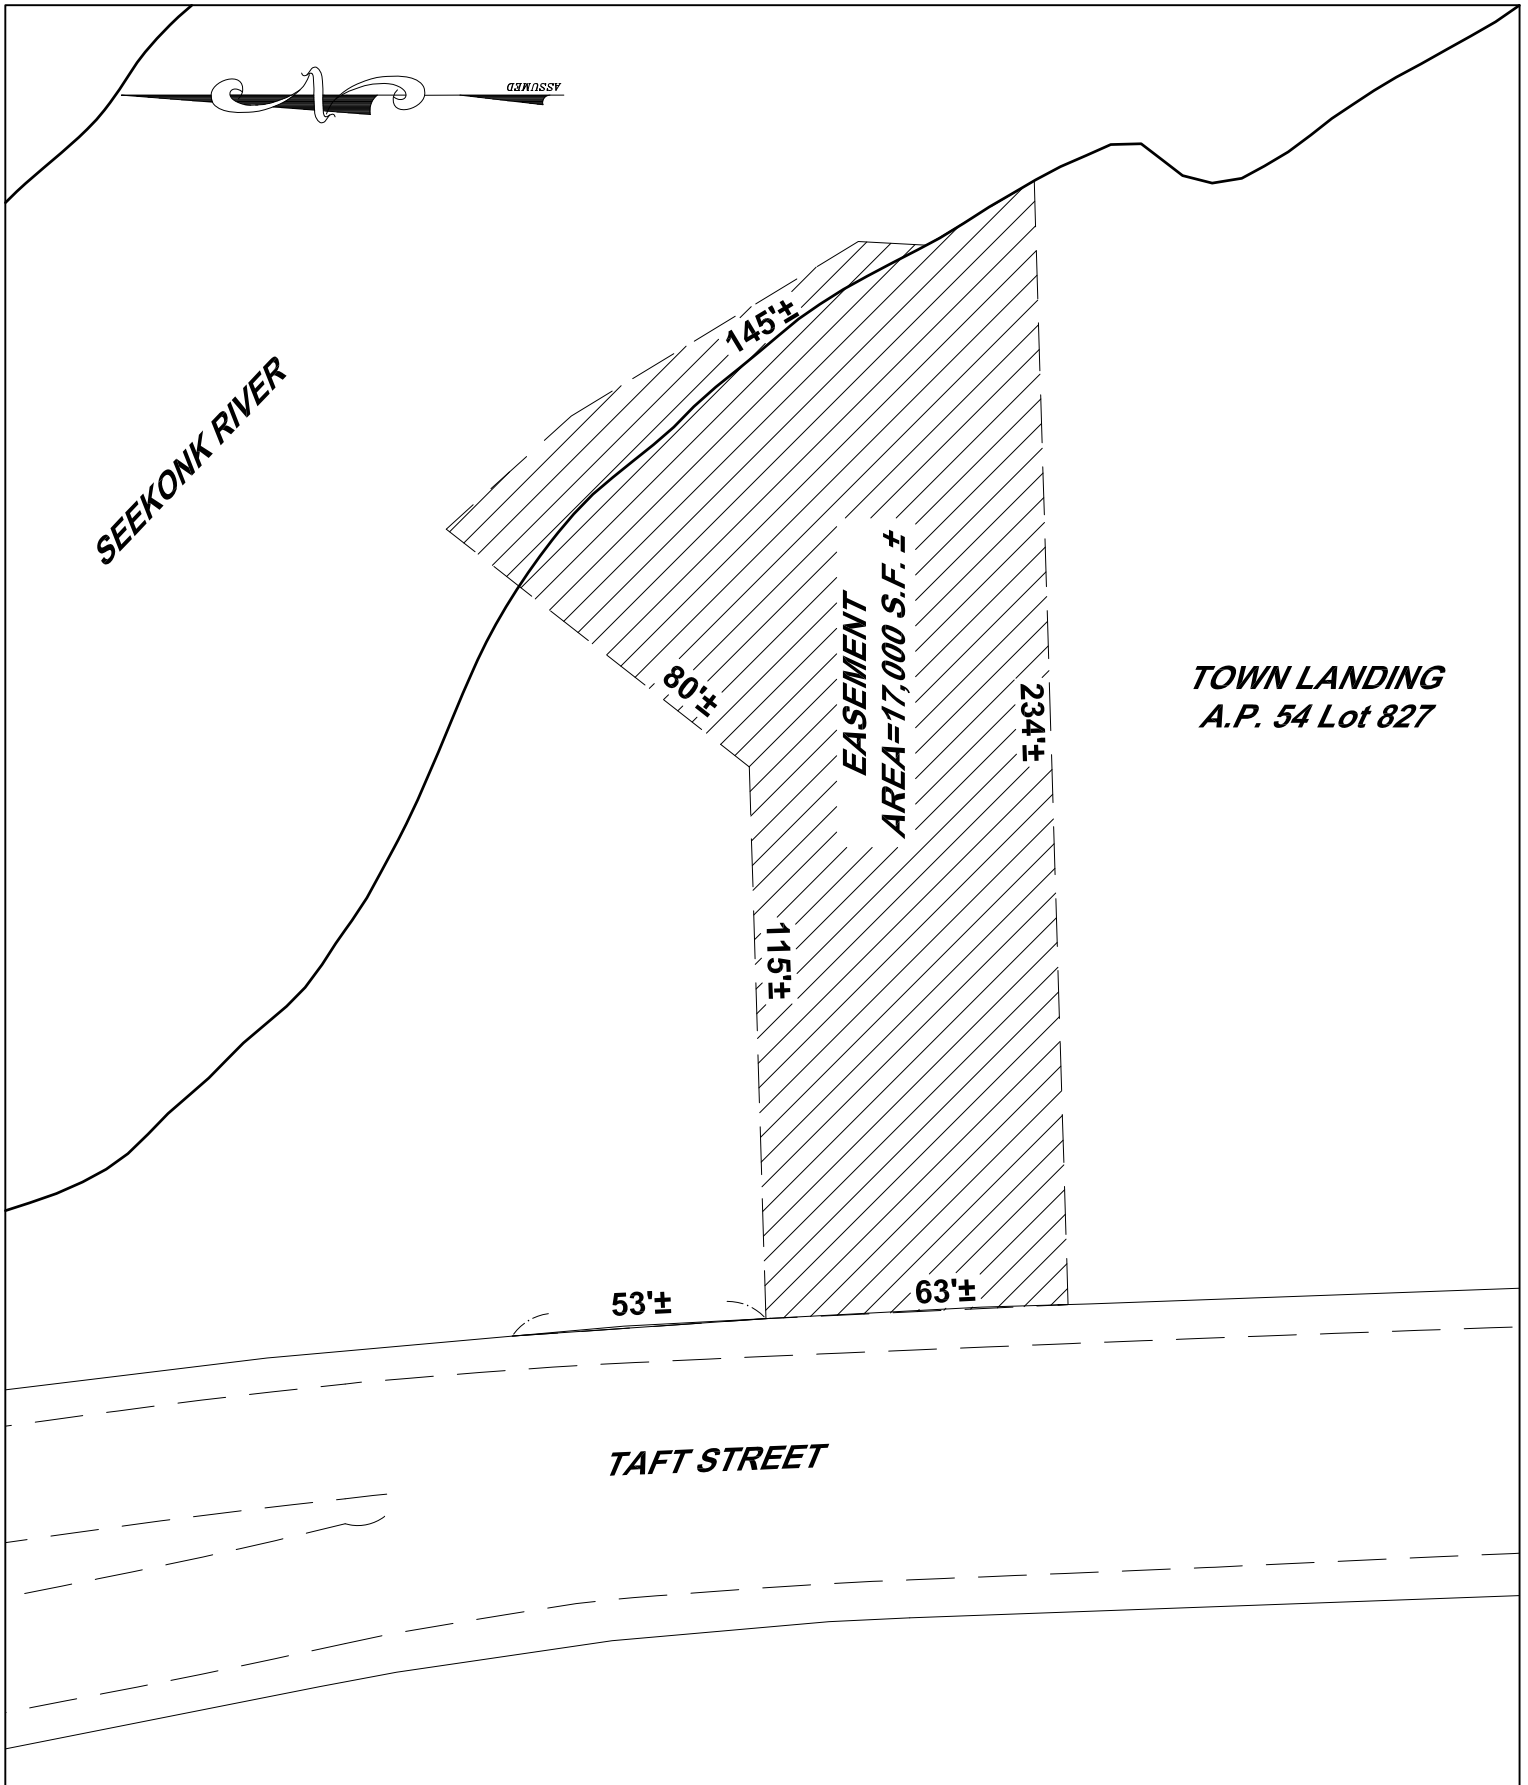 N
ASSUMED
145'±
SEEKONK RIVER
80'±
EASEMENT
AREA=17,000 S.F. ±
234'±
TOWN LANDING
A.P. 54 Lot 827
115'±
53'±
63'±
TAFT STREET